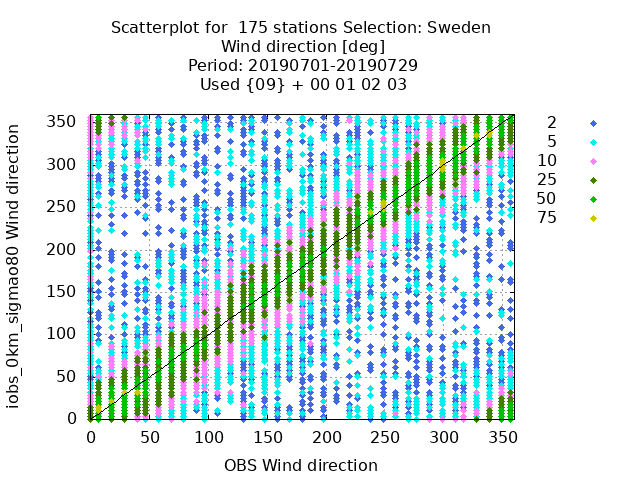 Scatterplot for  175 stations Selection: Sweden
Wind direction [deg]
Period: 20190701-20190729
Used {09} + 00 01 02 03
iobs_0km_sigmao80 Wind direction
350
300
250
200
150
100
50
0
0 50 100 150 200 250 300 350
OBS Wind direction
2
5
10
25
50
75